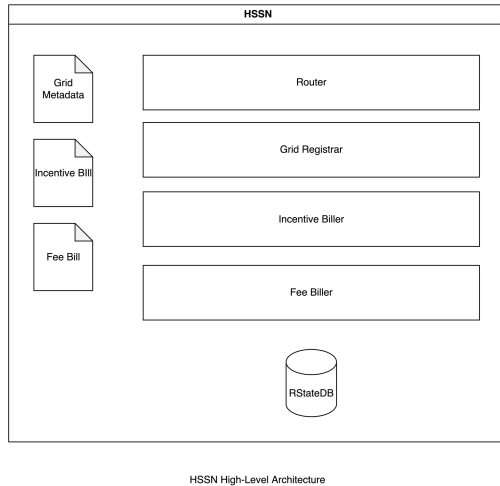 HSSN
Grid
Metadata
Router
Grid Registrar
Incentive BIll
Incentive Biller
Fee Bill
Fee Biller
RStateDB
HSSN High-Level Architecture